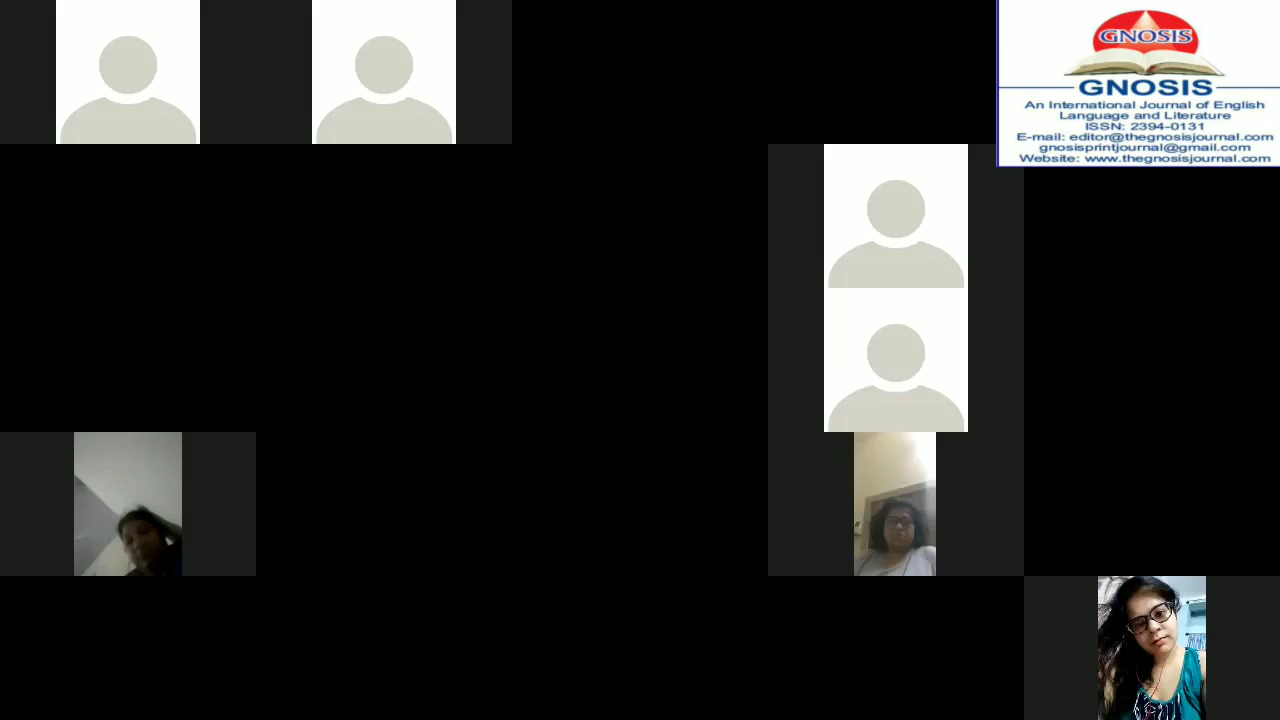 GNOSIS
GNOSIS
An International Journal of English
Language and Literature
ISSN: 2394-0131
E-mail: editor@thegnosisjournal.com
gnosisprintjournal@gmail.com
Website: www.thegnosisjournal.com